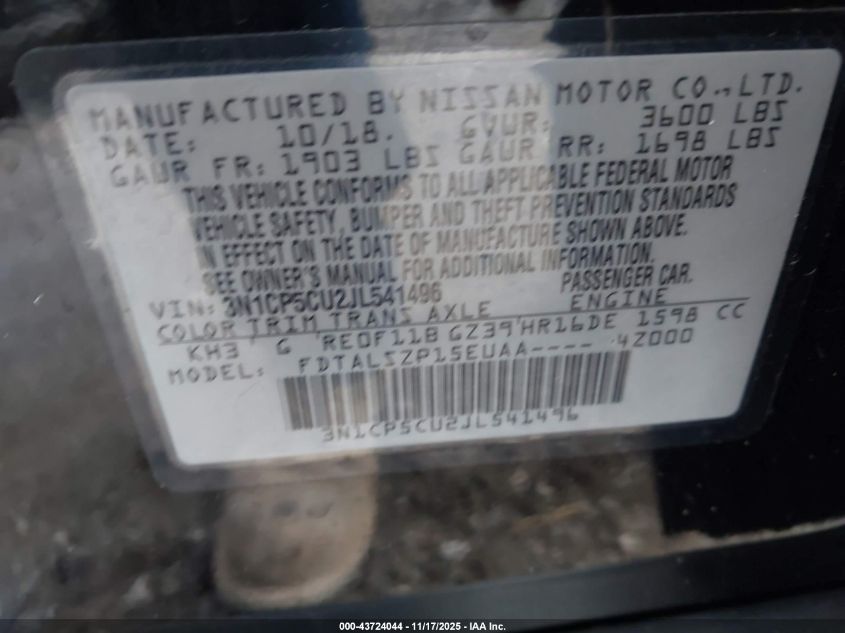 MANUFACTURED BY NISSAN MOTOR CO., LTD.
DATE: 10/18. GVWR: 3600 LBS
GAWR FR: 1903 LBS GAWR RR: 1698 LBS
THIS VEHICLE CONFORMS TO ALL APPLICABLE FEDERAL MOTOR
VEHICLE SAFETY, BUMPER AND THEFT PREVENTION STANDARDS
IN EFFECT ON THE DATE OF MANUFACTURE SHOWN ABOVE.
SEE OWNER'S MANUAL FOR ADDITIONAL INFORMATION.
VIN: 3N1CP5CU2JL541496 PASSENGER CAR.
COLOR TRIM TRANS AXLE ENGINE
KH3 G RE0F11B GZ39 HR16DE 1598 CC
MODEL: FDTALSZP15EUAA---- 4Z000
3N1CP5CU2JL541496
000-43724044 — 11/17/2025 — IAA Inc.